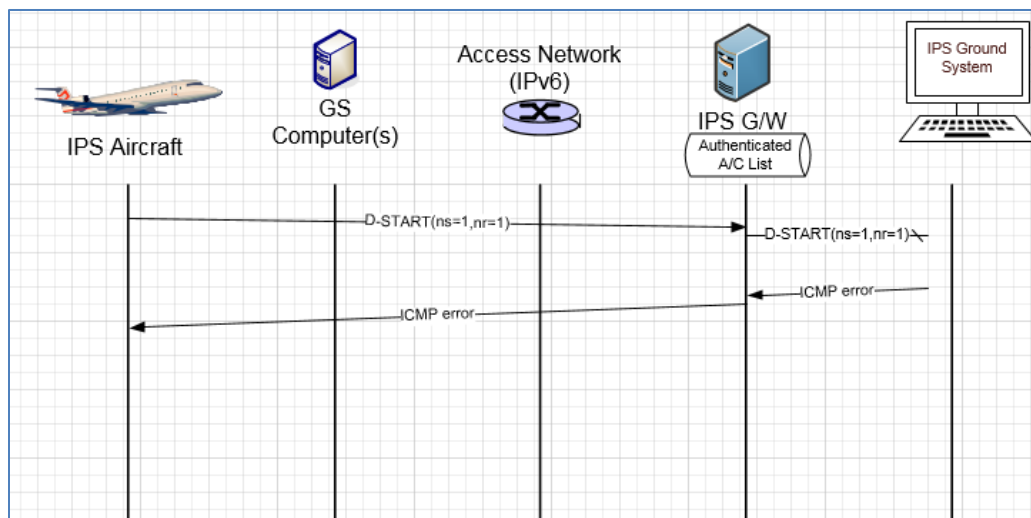 IPS Aircraft
GS
Computer(s)
Access Network
(IPv6)
IPS G/W
Authenticated
A/C List
IPS Ground
System
D-START(ns=1,nr=1)
D-START(ns=1,nr=1)
ICMP error
ICMP error